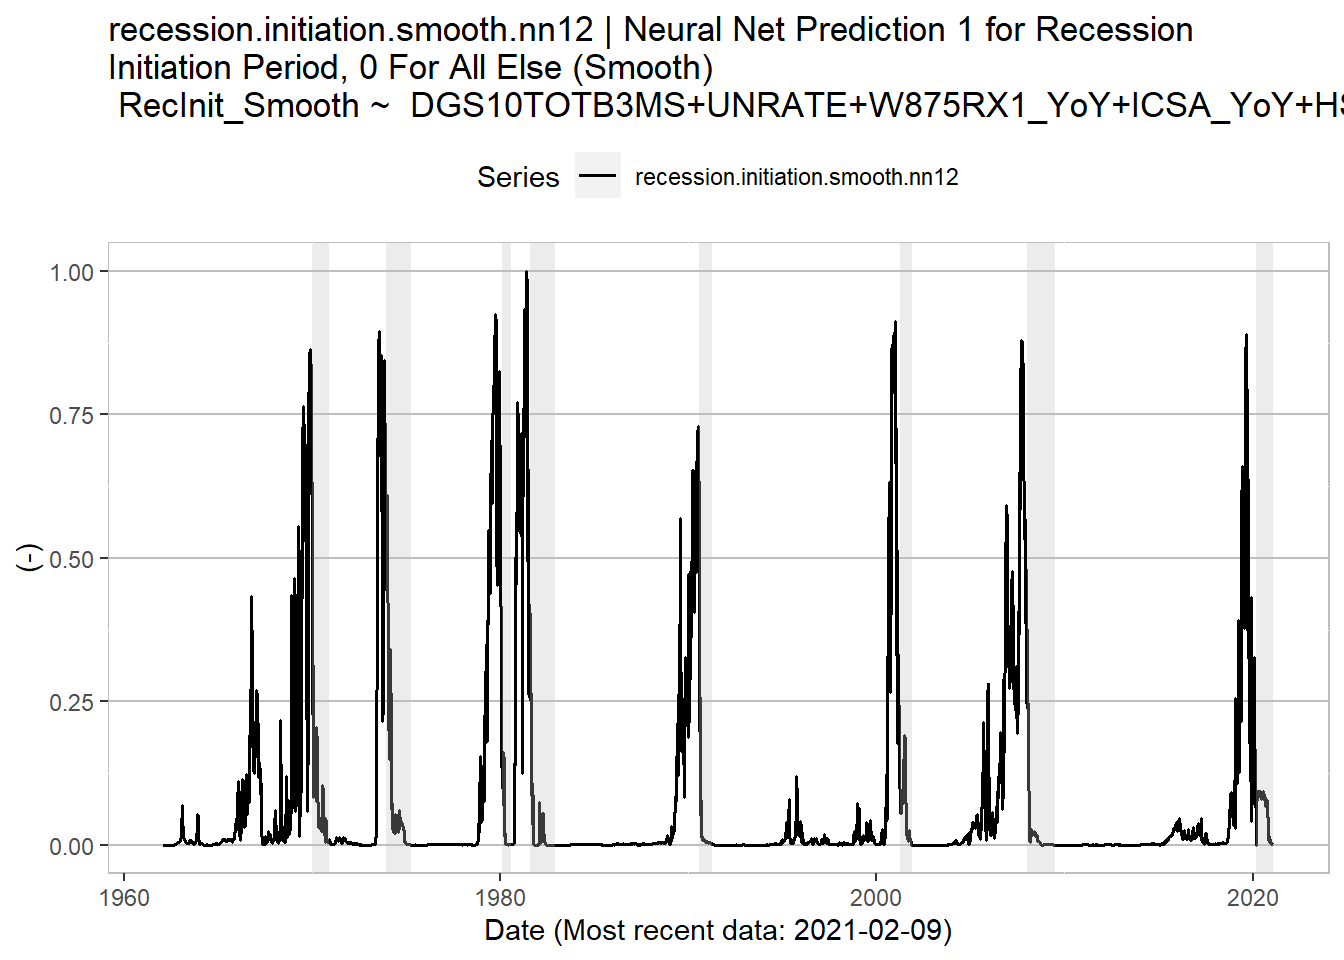 recession.initiation.smooth.nn12 | Neural Net Prediction 1 for Recession
Initiation Period, 0 For All Else (Smooth)
RecInit_Smooth ~ DGS10TOTB3MS+UNRATE+W875RX1_YoY+ICSA_YoY+HS
Series
recession.initiation.smooth.nn12
1.00
0.75
0.50
0.25
0.00
(-)
1960
1980
2000
2020
Date (Most recent data: 2021-02-09)